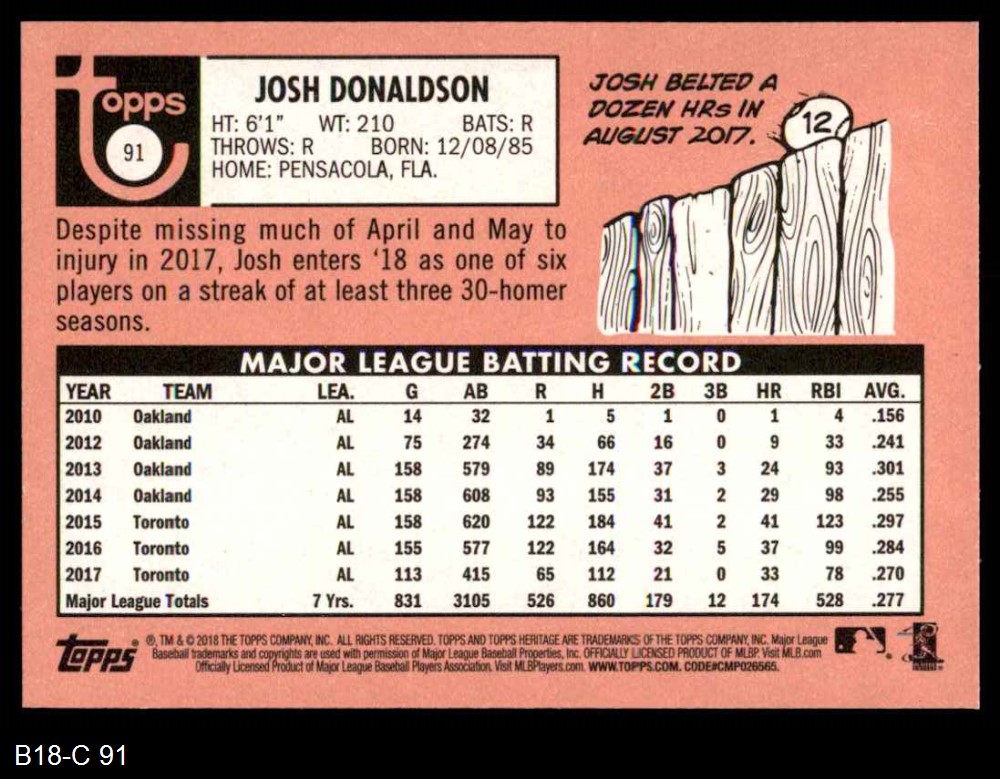 topps
91
JOSH DONALDSON
HT: 6'1" WT: 210 BATS: R
THROWS: R BORN: 12/08/85
HOME: PENSACOLA, FLA.
JOSH BELTED A
DOZEN HRs IN
AUGUST 2017.
12
Despite missing much of April and May to
injury in 2017, Josh enters '18 as one of six
players on a streak of at least three 30-homer
seasons.
MAJOR LEAGUE BATTING RECORD
YEAR TEAM LEA. G AB R H 2B 3B HR RBI AVG.
2010 Oakland AL 14 32 1 5 1 0 1 4 .156
2012 Oakland AL 75 274 34 66 16 0 9 33 .241
2013 Oakland AL 158 579 89 174 37 3 24 93 .301
2014 Oakland AL 158 608 93 155 31 2 29 98 .255
2015 Toronto AL 158 620 122 184 41 2 41 123 .297
2016 Toronto AL 155 577 122 164 32 5 37 99 .284
2017 Toronto AL 113 415 65 112 21 0 33 78 .270
Major League Totals 7 Yrs. 831 3105 526 860 179 12 174 528 .277
Topps ®, TM & © 2018 THE TOPPS COMPANY, INC. ALL RIGHTS RESERVED. TOPPS AND TOPPS HERITAGE ARE TRADEMARKS OF THE TOPPS COMPANY, INC. Major League
Baseball trademarks and copyrights are used with permission of Major League Baseball Properties, Inc. OFFICIALLY LICENSED PRODUCT OF MLBP. Visit MLB.com
Officially Licensed Product of Major League Baseball Players Association. Visit MLBPlayers.com. WWW.TOPPS.COM. CODE#CMP026565.
B18-C 91